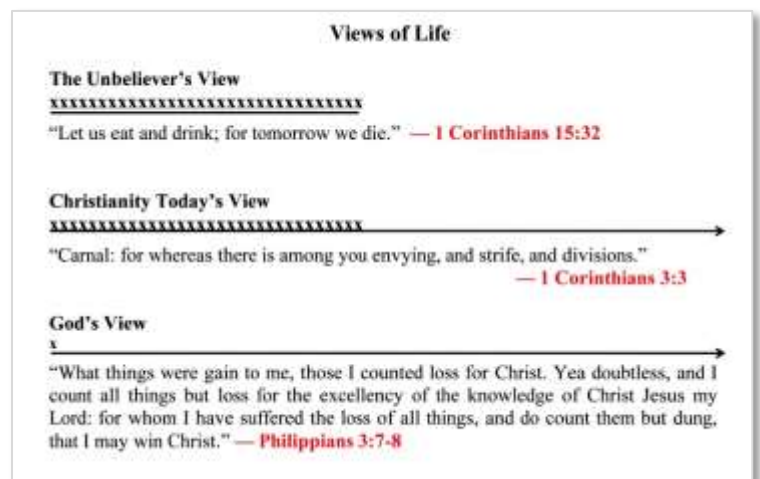 Views of Life
The Unbeliever's View
xxxxxxxxxxxxxxxxxxxxxxxxxxxxxxxxx
“Let us eat and drink; for tomorrow we die.” — 1 Corinthians 15:32
Christianity Today's View
xxxxxxxxxxxxxxxxxxxxxxxxxxxxxxxxx
“Carnal: for whereas there is among you envying, and strife, and divisions.”
— 1 Corinthians 3:3
God's View
x
“What things were gain to me, those I counted loss for Christ. Yea doubtless, and I
count all things but loss for the excellency of the knowledge of Christ Jesus my
Lord: for whom I have suffered the loss of all things, and do count them but dung,
that I may win Christ.” — Philippians 3:7-8